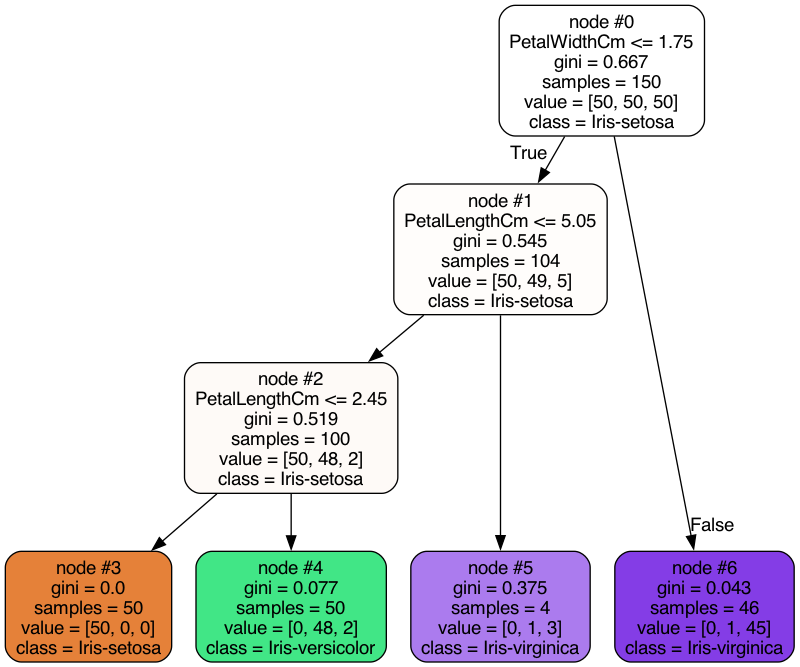 node #0
PetalWidthCm <= 1.75
gini = 0.667
samples = 150
value = [50, 50, 50]
class = Iris-setosa
True
node #1
PetalLengthCm <= 5.05
gini = 0.545
samples = 104
value = [50, 49, 5]
class = Iris-setosa
node #2
PetalLengthCm <= 2.45
gini = 0.519
samples = 100
value = [50, 48, 2]
class = Iris-setosa
False
node #3
gini = 0.0
samples = 50
value = [50, 0, 0]
class = Iris-setosa
node #4
gini = 0.077
samples = 50
value = [0, 48, 2]
class = Iris-versicolor
node #5
gini = 0.375
samples = 4
value = [0, 1, 3]
class = Iris-virginica
node #6
gini = 0.043
samples = 46
value = [0, 1, 45]
class = Iris-virginica